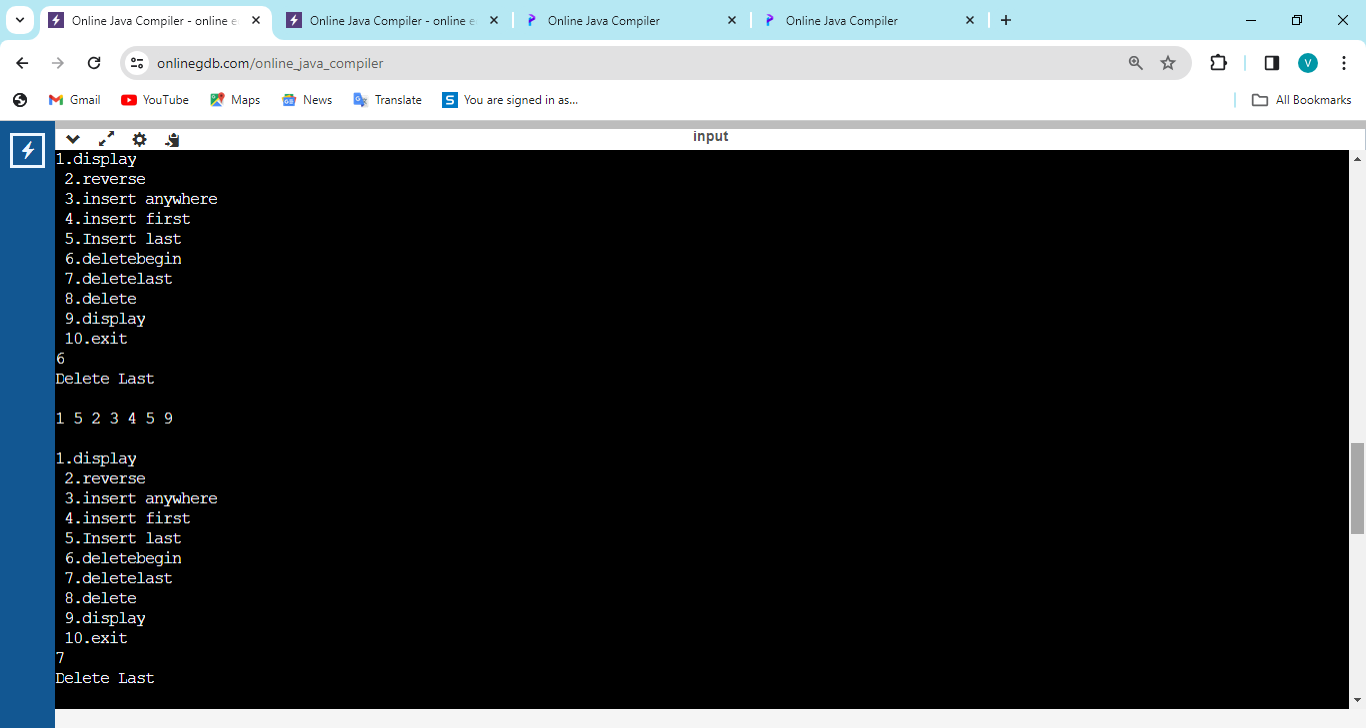 Online Java Compiler - online e
Online Java Compiler - online e
Online Java Compiler
Online Java Compiler
onlinegdb.com/online_java_compiler
V
Gmail
YouTube
Maps
News
Translate
S
You are signed in as...
All Bookmarks
input
1.display
2.reverse
3.insert anywhere
4.insert first
5.Insert last
6.deletebegin
7.deletelast
8.delete
9.display
10.exit
6
Delete Last
1 5 2 3 4 5 9
1.display
2.reverse
3.insert anywhere
4.insert first
5.Insert last
6.deletebegin
7.deletelast
8.delete
9.display
10.exit
7
Delete Last